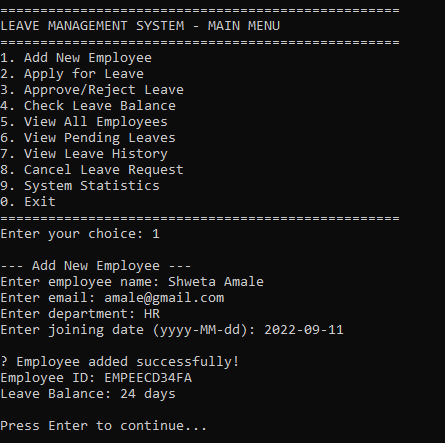 ==================================================
LEAVE MANAGEMENT SYSTEM - MAIN MENU
==================================================
1. Add New Employee
2. Apply for Leave
3. Approve/Reject Leave
4. Check Leave Balance
5. View All Employees
6. View Pending Leaves
7. View Leave History
8. Cancel Leave Request
9. System Statistics
0. Exit
==================================================
Enter your choice: 1
--- Add New Employee ---
Enter employee name: Shweta Amale
Enter email: amale@gmail.com
Enter department: HR
Enter joining date (yyyy-MM-dd): 2022-09-11
? Employee added successfully!
Employee ID: EMPEECD34FA
Leave Balance: 24 days
Press Enter to continue...